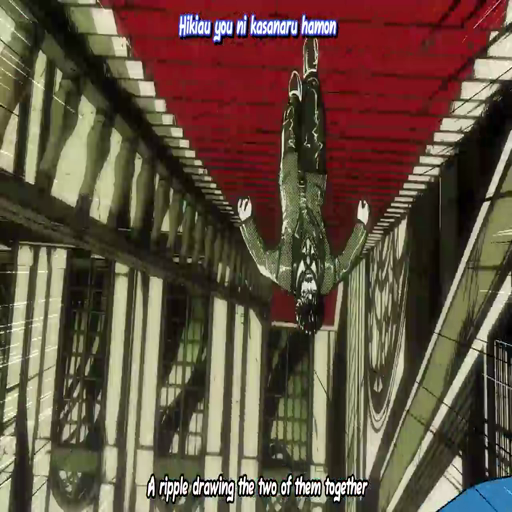 Hikiau you ni kasanaru hamon
A ripple drawing the two of them together